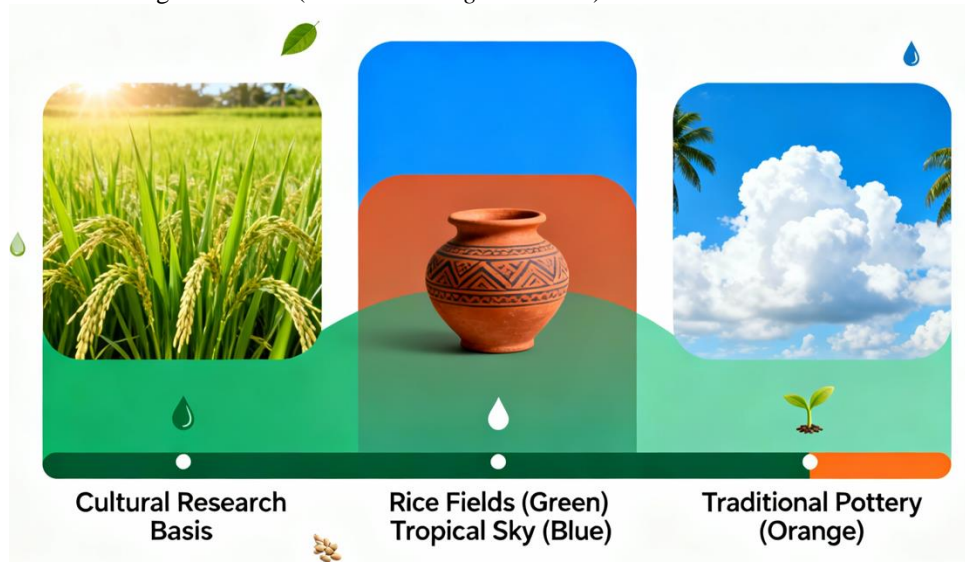 Cultural Research
Basis
Rice Fields (Green)
Tropical Sky (Blue)
Traditional Pottery
(Orange)